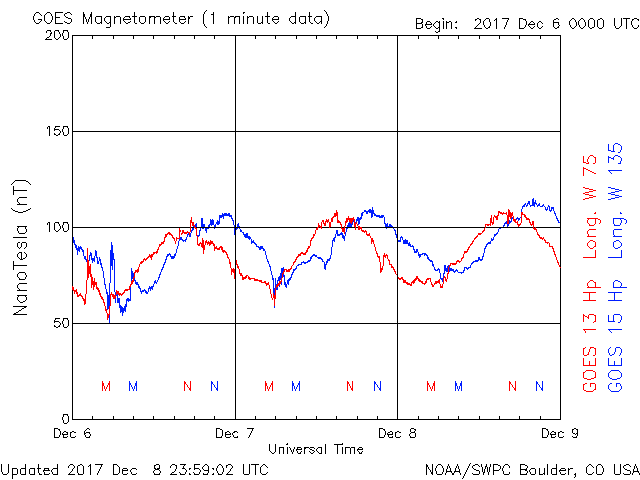 GOES Magnetometer (1 minute data)
Begin: 2017 Dec 6 0000 UTC
200
150
100
50
0
NanoTesla (nT)
M M N N M M N N M M N N
Dec 6 Dec 7 Dec 8 Dec 9
Universal Time
GOES 13 Hp Long. W 75
GOES 15 Hp Long. W 135
Updated 2017 Dec 8 23:59:02 UTC
NOAA/SWPC Boulder, CO USA